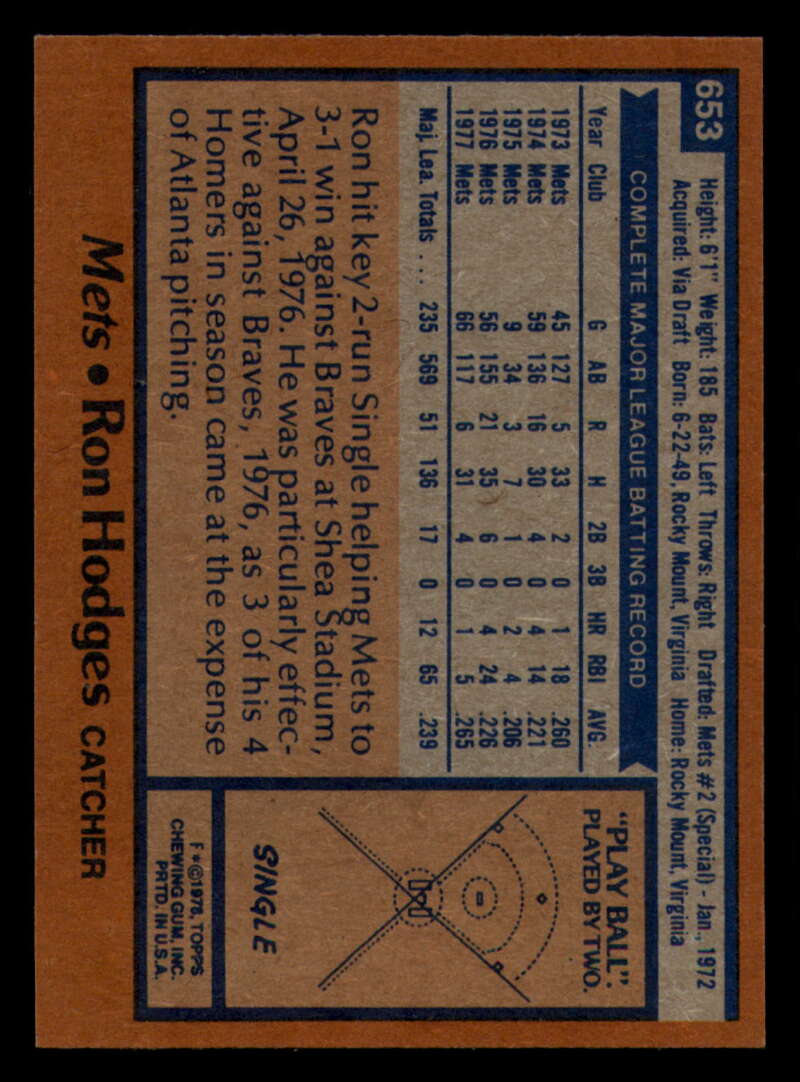 653
Height: 6'1" Weight: 185 Bats: Left Throws: Right Drafted: Mets #2 (Special) - Jan., 1972
Acquired: Via Draft Born: 6-22-49, Rocky Mount, Virginia Home: Rocky Mount, Virginia
COMPLETE MAJOR LEAGUE BATTING RECORD
Year Club G AB R H 2B 3B HR RBI AVG.
1973 Mets 45 127 5 33 2 0 1 18 .260
1974 Mets 59 136 16 30 4 0 4 14 .221
1975 Mets 9 34 3 7 1 0 2 4 .206
1976 Mets 56 155 21 35 6 0 4 24 .226
1977 Mets 66 117 6 31 4 0 1 5 .265
Maj. Lea. Totals . . . 235 569 51 136 17 0 12 65 .239
Ron hit key 2-run Single helping Mets to
3-1 win against Braves at Shea Stadium,
April 26, 1976. He was particularly effec-
tive against Braves, 1976, as 3 of his 4
Homers in season came at the expense
of Atlanta pitching.
"PLAY BALL".
PLAYED BY TWO.
SINGLE
F*©1978, TOPPS
CHEWING GUM, INC.
PRTD. IN U.S.A.
Mets • Ron Hodges CATCHER